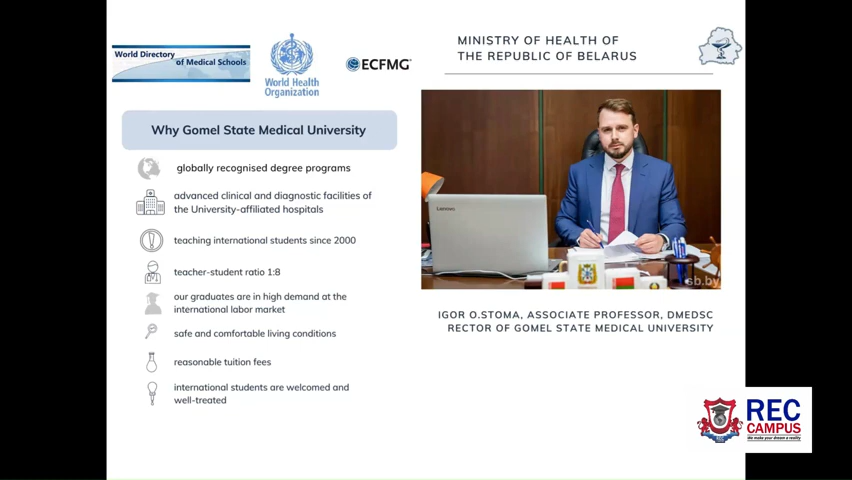 World Directory
of Medical Schools
World Health
Organization
ECFMG
MINISTRY OF HEALTH OF
THE REPUBLIC OF BELARUS
Why Gomel State Medical University
globally recognised degree programs
advanced clinical and diagnostic facilities of
the University-affiliated hospitals
teaching international students since 2000
teacher-student ratio 1:8
our graduates are in high demand at the
international labor market
safe and comfortable living conditions
reasonable tuition fees
international students are welcomed and
well-treated
Lenovo
sb.by
IGOR O.STOMA, ASSOCIATE PROFESSOR, DMEDSC
RECTOR OF GOMEL STATE MEDICAL UNIVERSITY
REC
CAMPUS
We make your dream a reality